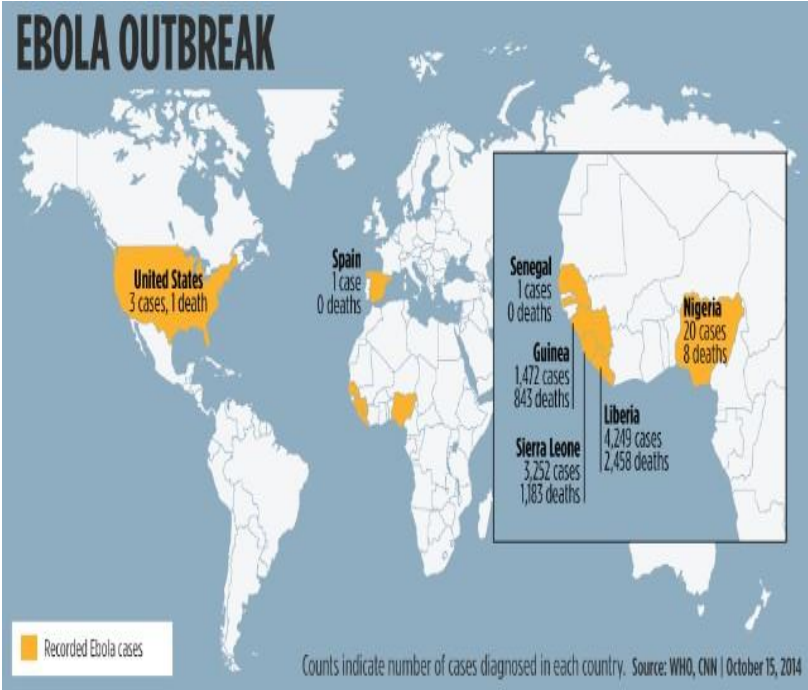 EBOLA OUTBREAK
United States
3 cases, 1 death
Spain
1 case
0 deaths
Senegal
1 cases
0 deaths
Guinea
1,472 cases
843 deaths
Sierra Leone
3,252 cases
1,183 deaths
Liberia
4,249 cases
2,458 deaths
Nigeria
20 cases
8 deaths
Recorded Ebola cases
Counts indicate number of cases diagnosed in each country. Source: WHO, CNN | October 15, 2014